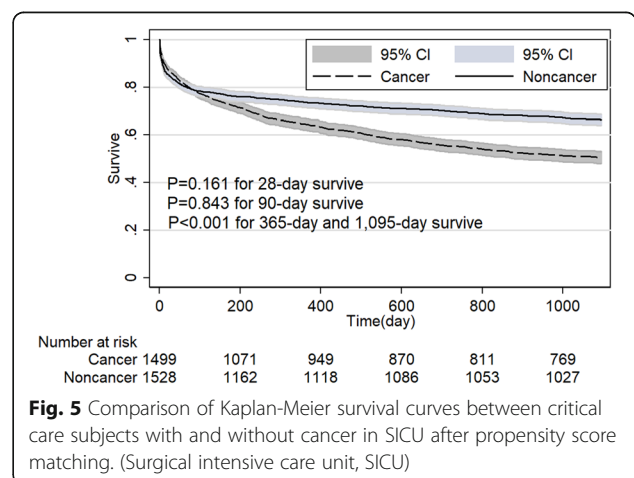 95% CI 95% CI
Cancer Noncancer
1
.8
.6
.4
.2
0
Survive
P=0.161 for 28-day survive
P=0.843 for 90-day survive
P<0.001 for 365-day and 1,095-day survive
0 200 400 600 800 1000
Time(day)
Number at risk
Cancer 1499 1071 949 870 811 769
Noncancer 1528 1162 1118 1086 1053 1027
Fig. 5 Comparison of Kaplan-Meier survival curves between critical
care subjects with and without cancer in SICU after propensity score
matching. (Surgical intensive care unit, SICU)